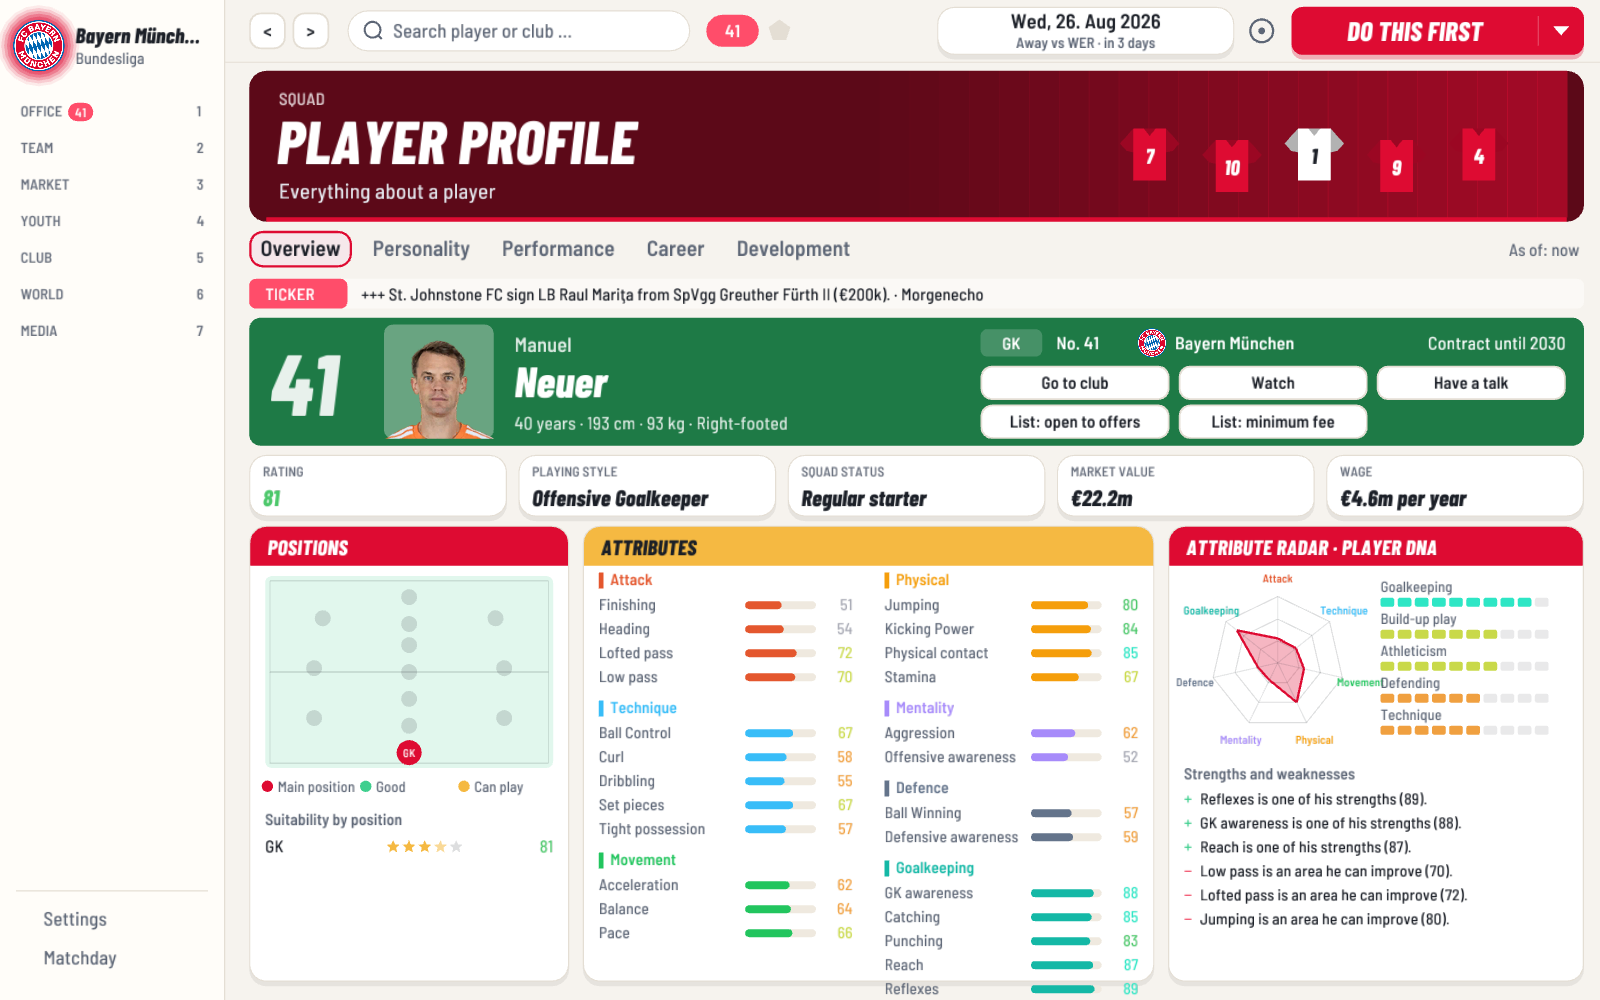 Bayern Münch...
Bundesliga
OFFICE 41 1
TEAM 2
MARKET 3
YOUTH 4
CLUB 5
WORLD 6
MEDIA 7
Settings
Matchday
< >
Search player or club ...
41
Wed, 26. Aug 2026
Away vs WER · in 3 days
DO THIS FIRST
SQUAD
PLAYER PROFILE
Everything about a player
7 10 1 9 4
Overview Personality Performance Career Development
As of: now
TICKER
+++ St. Johnstone FC sign LB Raul Marița from SpVgg Greuther Fürth II (€200k). · Morgenecho
41
Manuel
Neuer
40 years · 193 cm · 93 kg · Right-footed
GK No. 41 Bayern München Contract until 2030
Go to club Watch Have a talk
List: open to offers List: minimum fee
RATING
81
PLAYING STYLE
Offensive Goalkeeper
SQUAD STATUS
Regular starter
MARKET VALUE
€22.2m
WAGE
€4.6m per year
POSITIONS
GK
Main position Good Can play
Suitability by position
GK 81
ATTRIBUTES
Attack
Finishing 51
Heading 54
Lofted pass 72
Low pass 70
Technique
Ball Control 67
Curl 58
Dribbling 55
Set pieces 67
Tight possession 57
Movement
Acceleration 62
Balance 64
Pace 66
Physical
Jumping 80
Kicking Power 84
Physical contact 85
Stamina 67
Mentality
Aggression 62
Offensive awareness 52
Defence
Ball Winning 57
Defensive awareness 59
Goalkeeping
GK awareness 88
Catching 85
Punching 83
Reach 87
Reflexes 89
ATTRIBUTE RADAR · PLAYER DNA
Attack
Technique
Movement
Physical
Mentality
Defence
Goalkeeping
Goalkeeping
Build-up play
Athleticism
Defending
Technique
Strengths and weaknesses
+ Reflexes is one of his strengths (89).
+ GK awareness is one of his strengths (88).
+ Reach is one of his strengths (87).
− Low pass is an area he can improve (70).
− Lofted pass is an area he can improve (72).
− Jumping is an area he can improve (80).